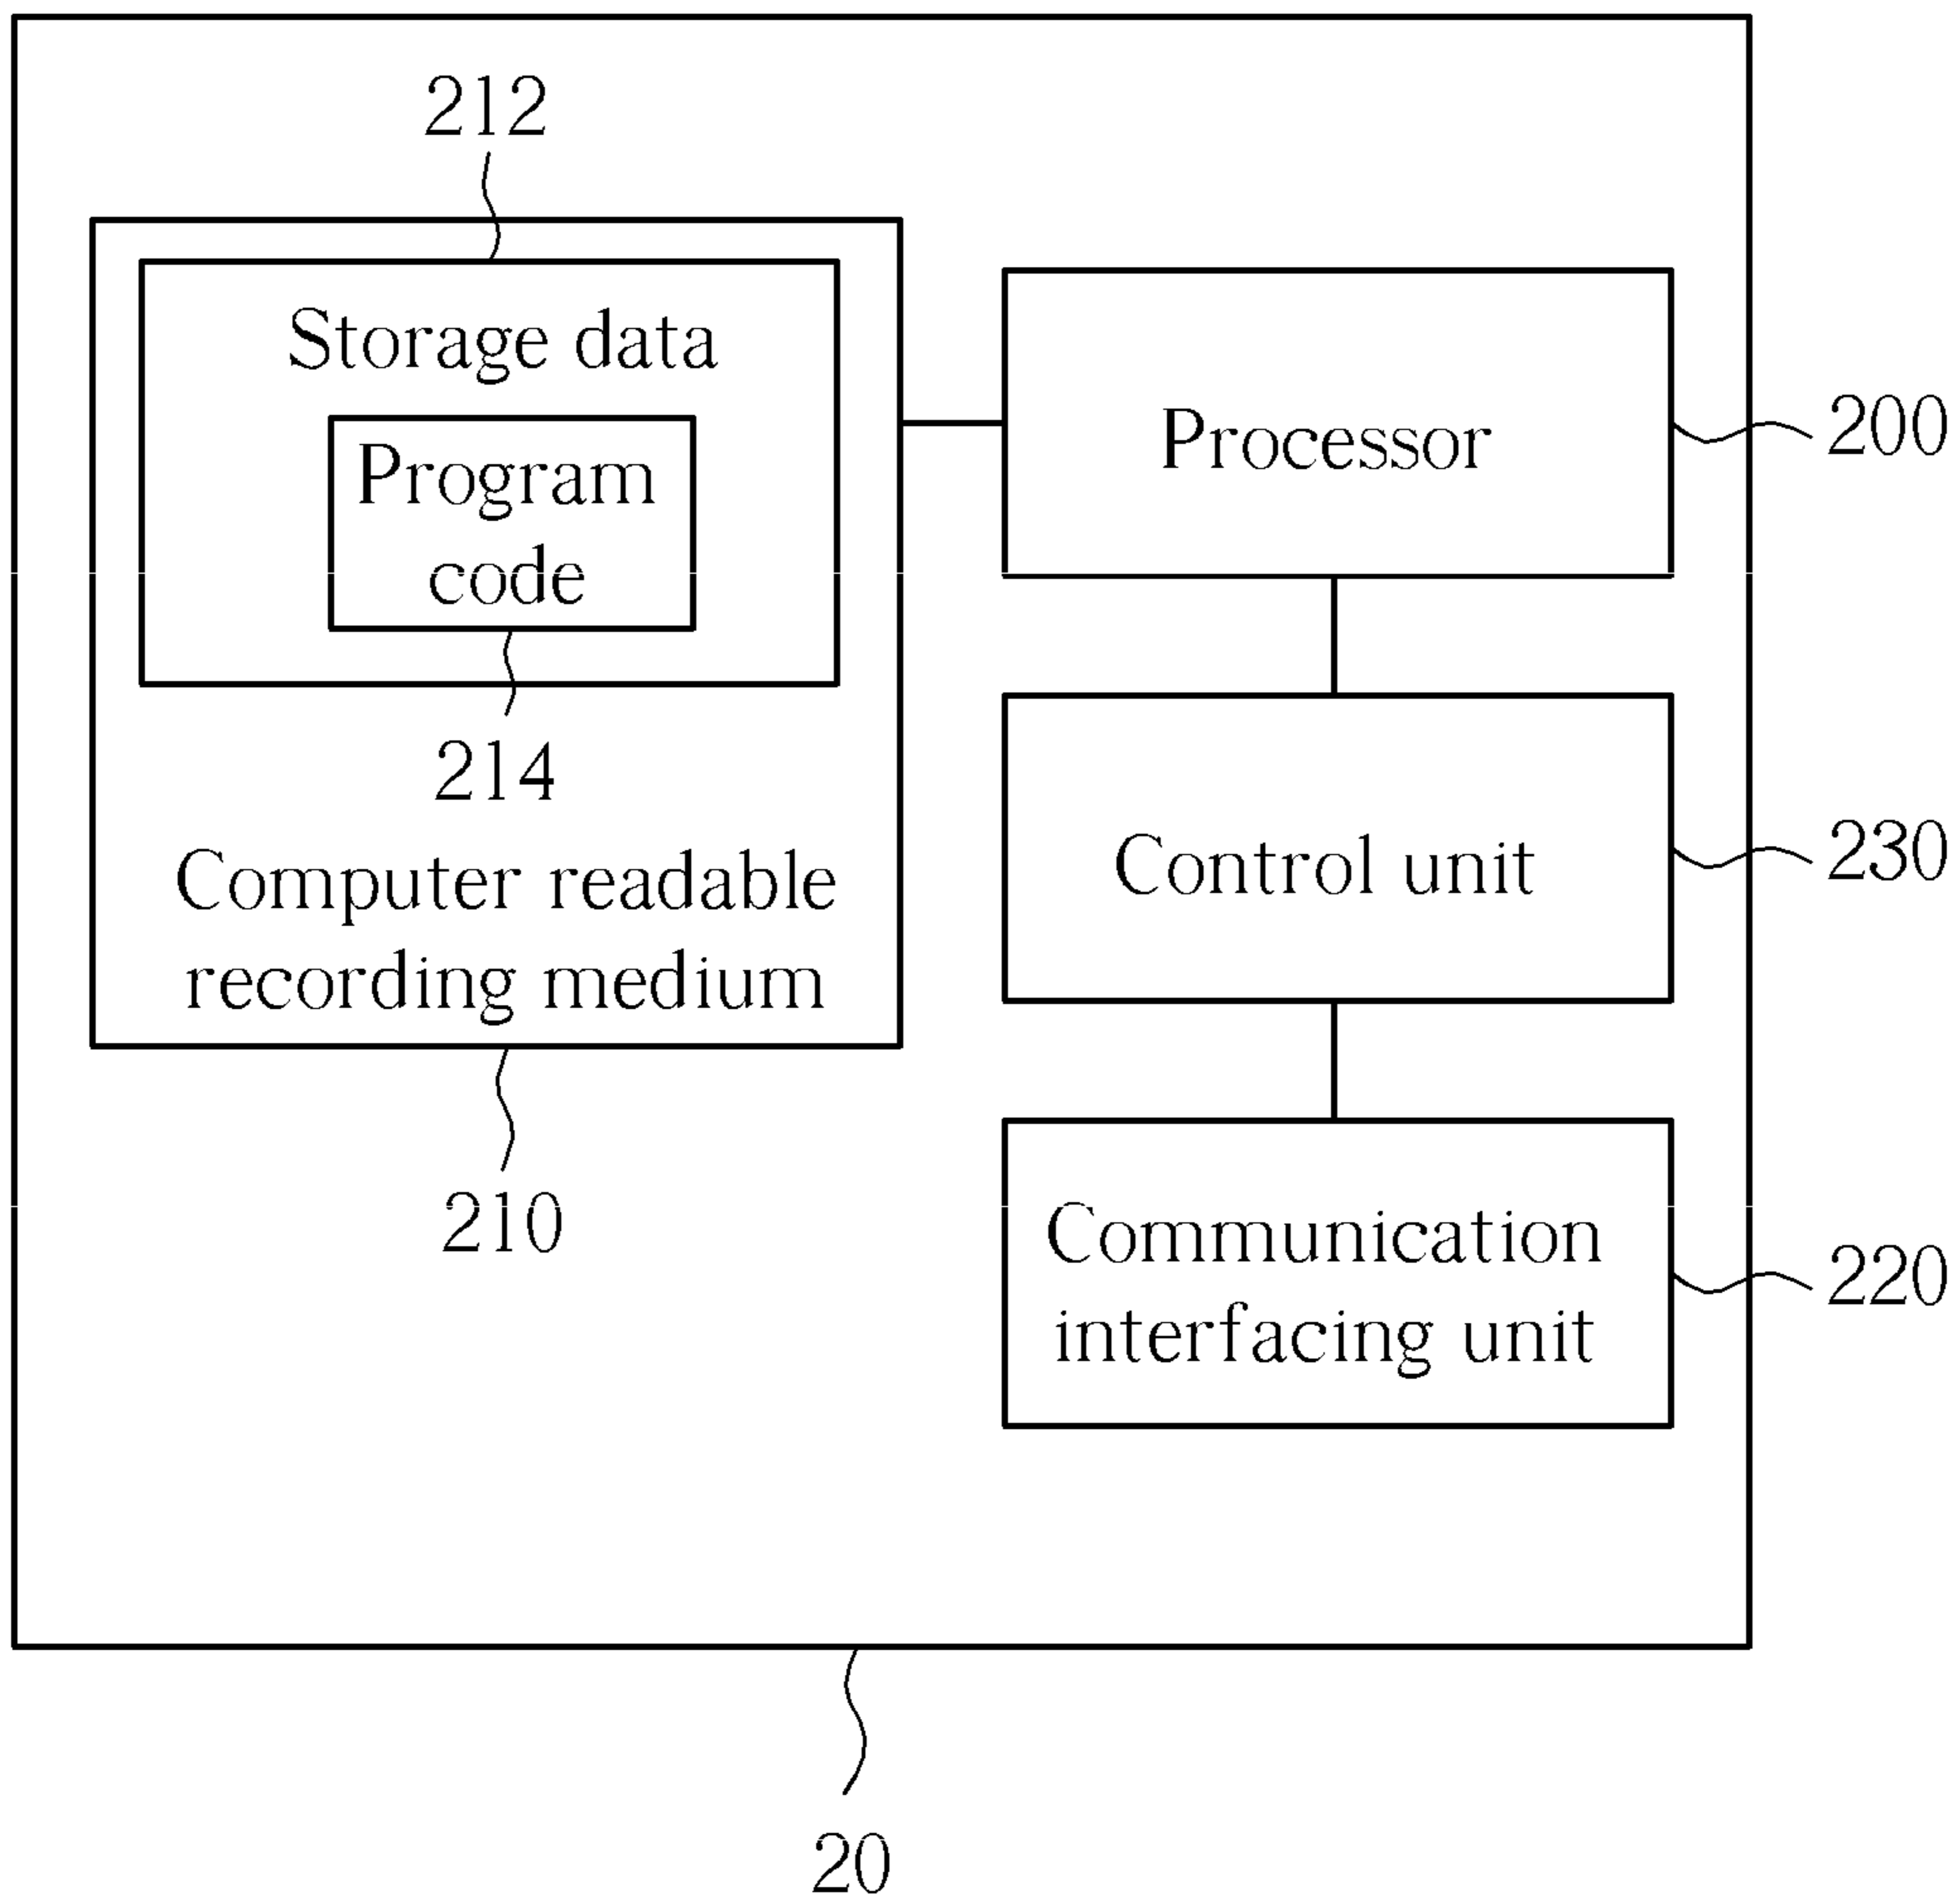 212
Storage data
Program
code
214
Computer readable
recording medium
210
Processor
200
Control unit
230
Communication
interfacing unit
220
20